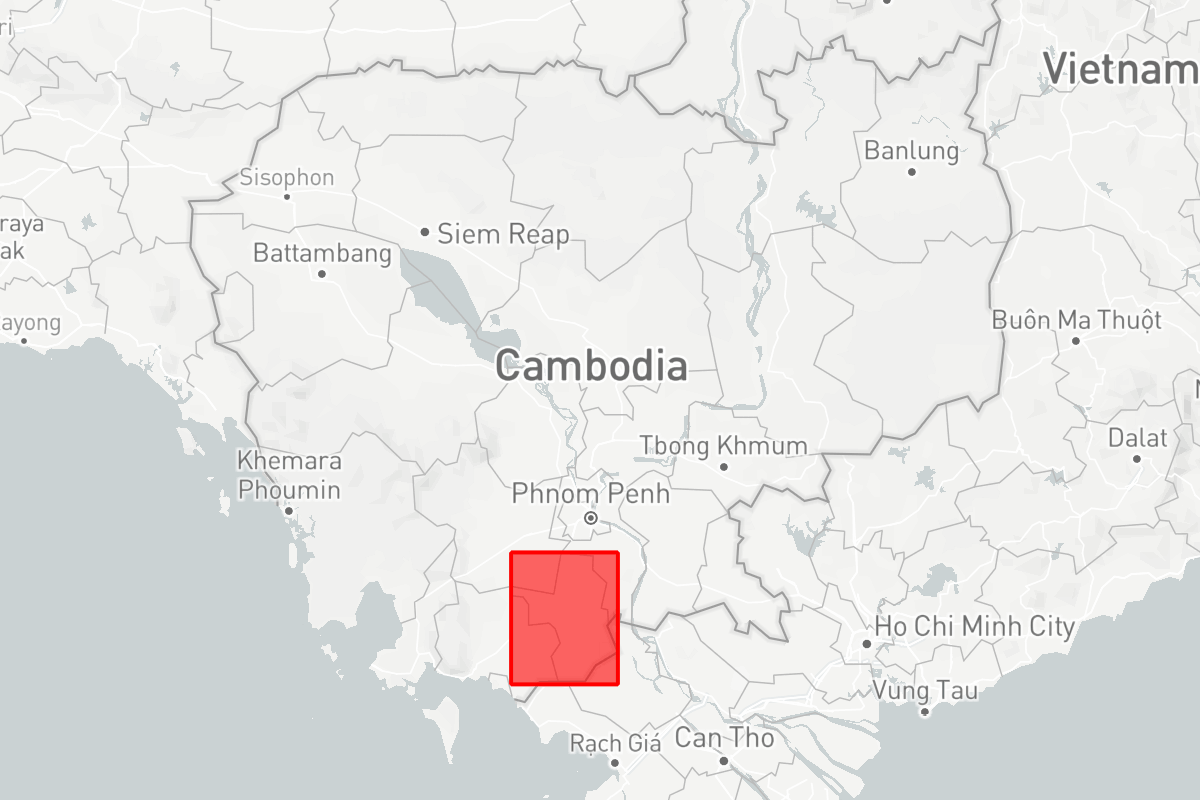 Vietnam
Banlung
Sisophon
raya
ak
Siem Reap
Battambang
ayong
Buôn Ma Thuột
Cambodia
Dalat
Tbong Khmum
Khemara
Phoumin
Phnom Penh
Ho Chi Minh City
Vung Tau
Rạch Giá
Can Tho